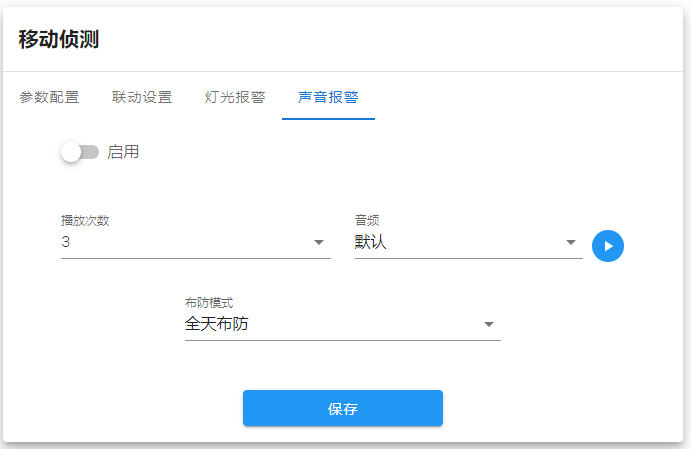 移动侦测
参数配置 联动设置 灯光报警 声音报警
启用
播放次数 音频
3 默认
布防模式
全天布防
保存